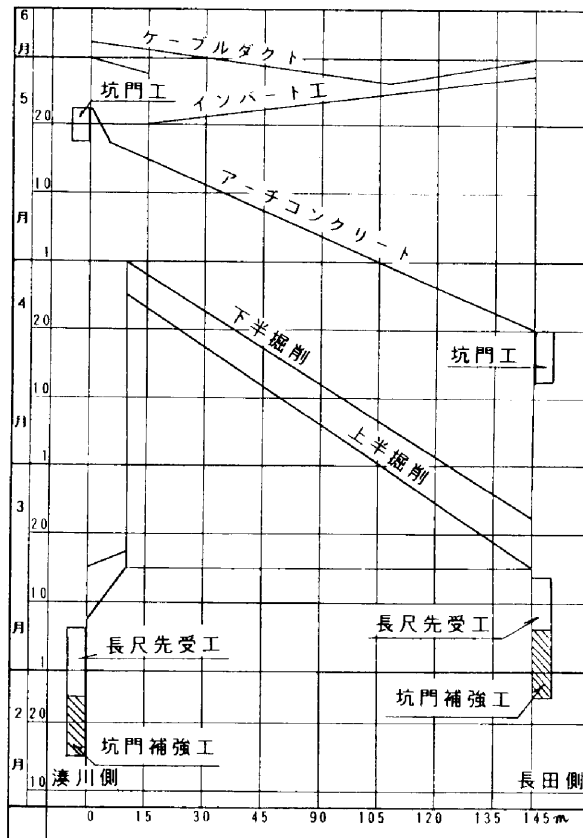 6
月
ケーブルダクト
坑門工
インバート工
5
20
10
アーチコンクリート
月
1
4
下半掘削
20
坑門工
10
月
上半掘削
1
3
20
10
長尺先受工
月
長尺先受工
1
坑門補強工
2
20
坑門補強工
月
湊川側
長田側
10
0 15 30 45 60 75 90 105 120 135 145m